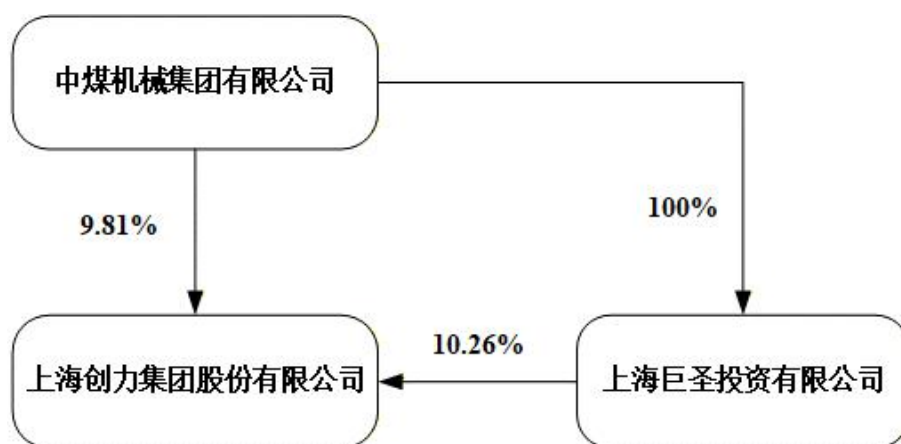 中煤机械集团有限公司
9.81%
100%
10.26%
上海创力集团股份有限公司
上海巨圣投资有限公司